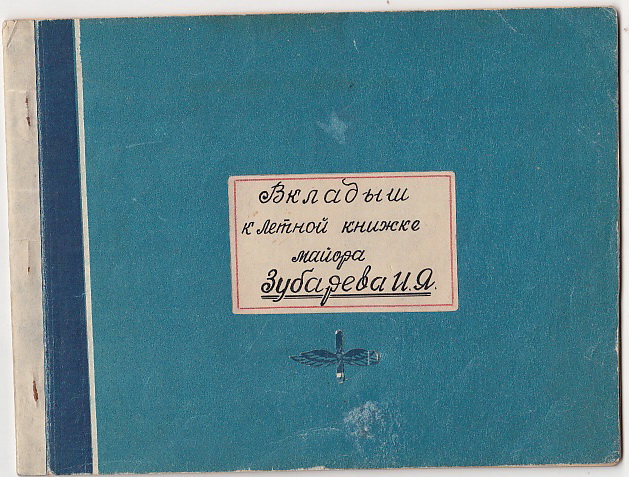 Вкладыш
к летной книжке
майора
Зубарева И.Я.